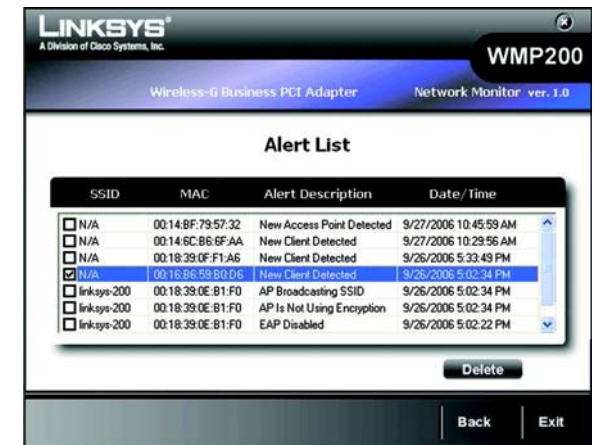 LINKSYS®
A Division of Cisco Systems, Inc.
WMP200
Wireless-G Business PCI Adapter Network Monitor ver. 1.0
Alert List
SSID MAC Alert Description Date/Time
N/A 00:14:BF:79:57:32 New Access Point Detected 9/27/2006 10:45:59 AM
N/A 00:14:6C:B6:6F:AA New Client Detected 9/27/2006 10:29:56 AM
N/A 00:18:39:0F:F1:A6 New Client Detected 9/26/2006 5:33:49 PM
N/A 00:16:B6:59:B0:D6 New Client Detected 9/26/2006 5:02:34 PM
linksys-200 00:18:39:0E:81:F0 AP Broadcasting SSID 9/26/2006 5:02:34 PM
linksys-200 00:18:39:0E:81:F0 AP Is Not Using Encryption 9/26/2006 5:02:34 PM
linksys-200 00:18:39:0E:81:F0 EAP Disabled 9/26/2006 5:02:22 PM
Delete
Back Exit